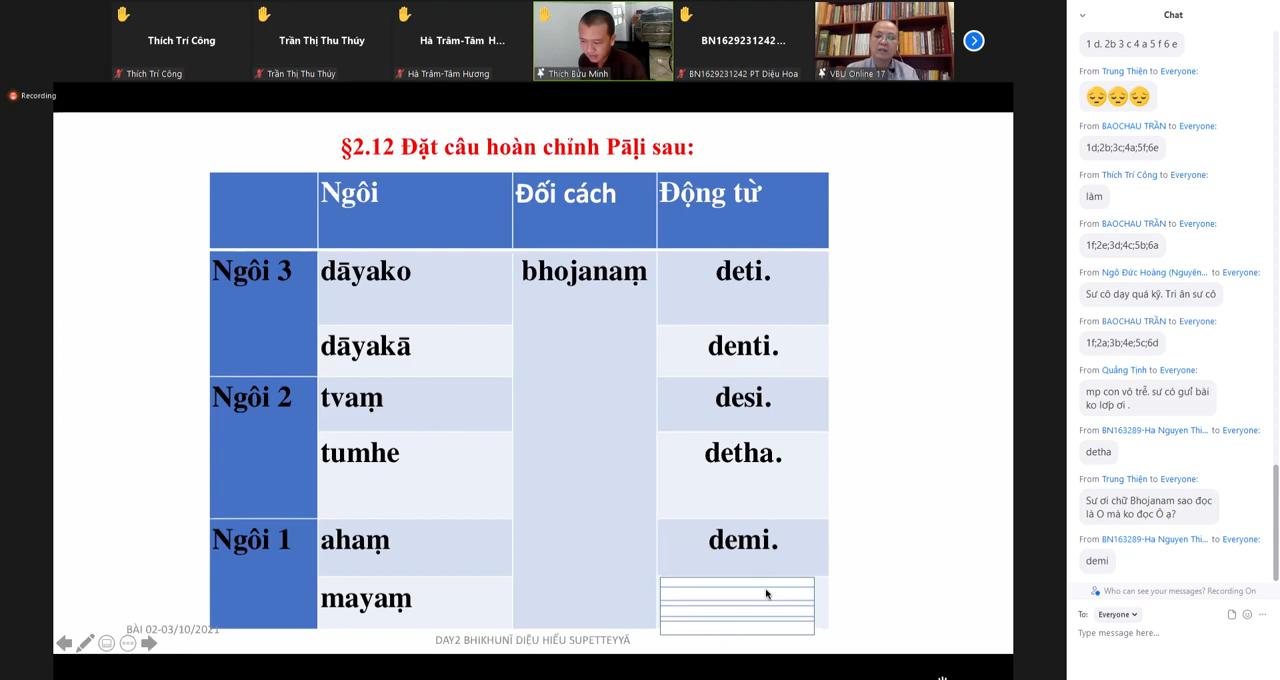 Thích Trí Công
Trần Thị Thu Thúy
Hà Trâm-Tâm H...
BN1629231242...
Thích Trí Công
Trần Thị Thu Thúy
Hà Trâm-Tâm Hương
Thích Bửu Minh
BN1629231242 PT Diệu Hoa
VBU Online 17
Recording
§2.12 Đặt câu hoàn chỉnh Pāḷi sau:
Ngôi Đối cách Động từ
Ngôi 3 dāyako bhojanaṃ deti.
dāyakā denti.
Ngôi 2 tvaṃ desi.
tumhe detha.
Ngôi 1 ahaṃ demi.
mayaṃ
BÀI 02-03/10/2021
DAY2 BHIKHUNĪ DIỆU HIẾU SUPETTEYYĀ
Chat
1 d. 2b 3 c 4 a 5 f 6 e
From Trung Thiện to Everyone:
From BAOCHAU TRẦN to Everyone:
1d;2b;3c;4a;5f;6e
From Thích Trí Công to Everyone:
làm
From BAOCHAU TRẦN to Everyone:
1f;2e;3d;4c;5b;6a
From Ngô Đức Hoàng (Nguyên... to Everyone:
Sư cô dạy quá kỹ. Tri ân sư cô
From BAOCHAU TRẦN to Everyone:
1f;2a;3b;4e;5c;6d
From Quảng Tịnh to Everyone:
mp con vô trễ. sư có gưỉ bài
ko lơṕ ơi .
From BN163289-Ha Nguyen Thi... to Everyone:
detha
From Trung Thiện to Everyone:
Sư ơi chữ Bhojanam sao đọc
là O mà ko đọc Ô ạ?
From BN163289-Ha Nguyen Thi... to Everyone:
demi
Who can see your messages? Recording On
To: Everyone
Type message here...